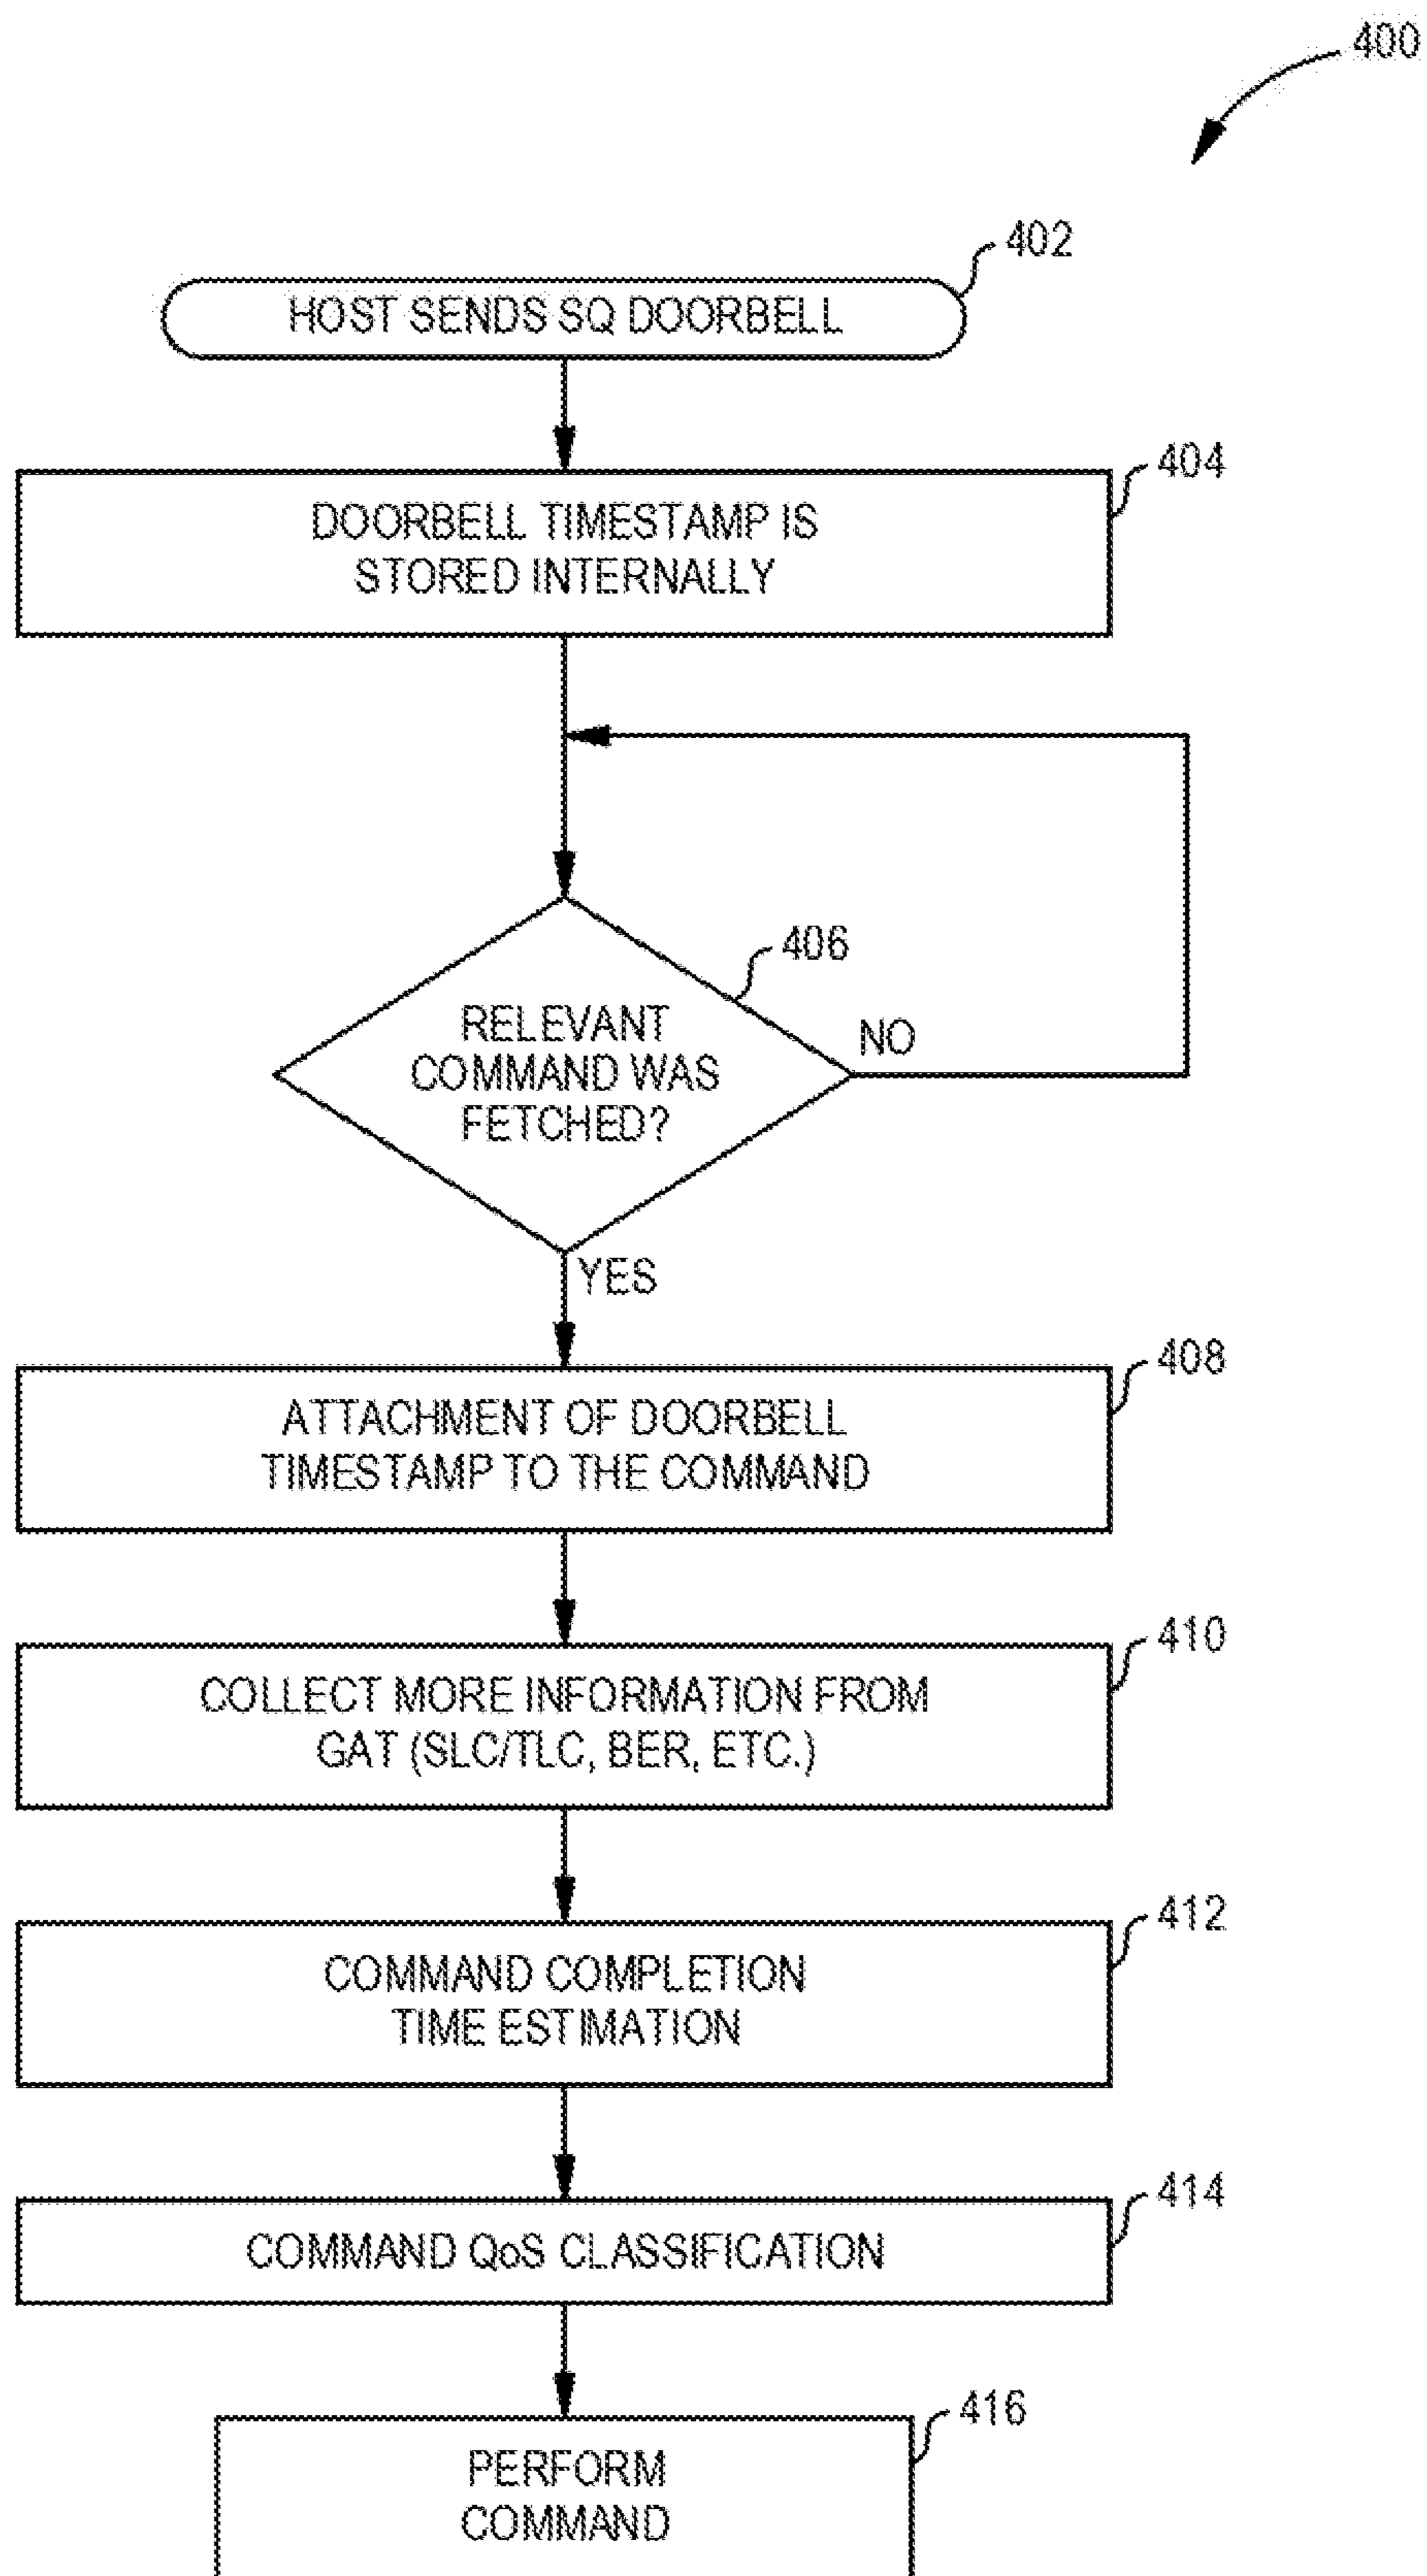 400
402
HOST SENDS SQ DOORBELL
404
DOORBELL TIMESTAMP IS
STORED INTERNALLY
406
RELEVANT
COMMAND WAS
FETCHED?
NO
YES
408
ATTACHMENT OF DOORBELL
TIMESTAMP TO THE COMMAND
410
COLLECT MORE INFORMATION FROM
GAT (SLC/TLC, BER, ETC.)
412
COMMAND COMPLETION
TIME ESTIMATION
414
COMMAND QoS CLASSIFICATION
416
PERFORM
COMMAND